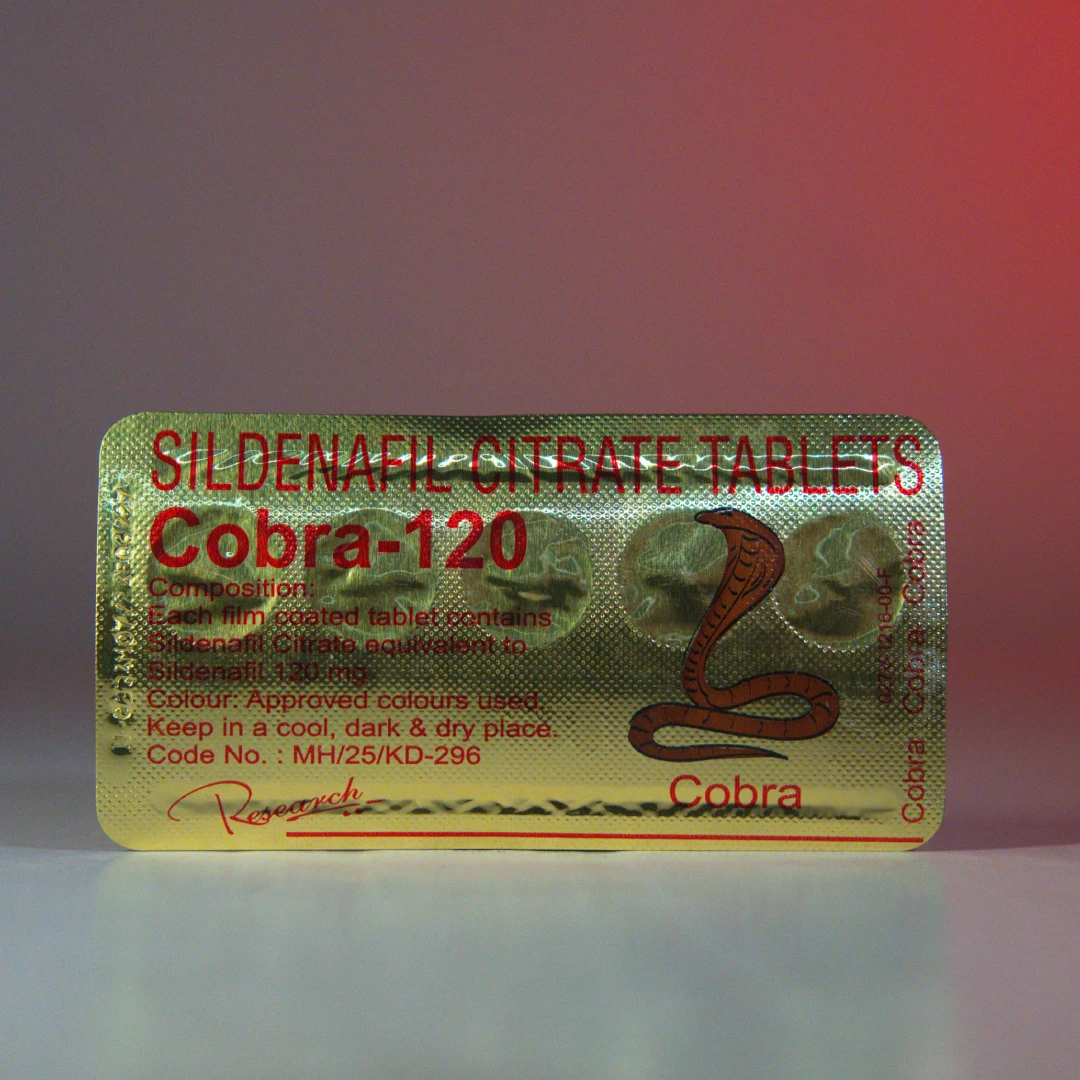 SILDENAFIL CITRATE TABLETS
Cobra-120
Composition:
Each film coated tablet contains
Sildenafil Citrate equivalent to
Sildenafil 120 mg
Colour: Approved colours used.
Keep in a cool, dark & dry place.
Code No. : MH/25/KD-296
Research
Cobra
Cobra Cobra Cobra